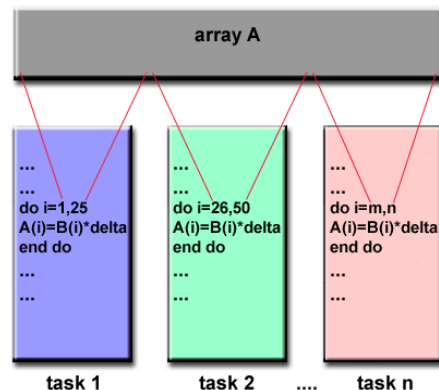 array A
...
...
do i=1,25
A(i)=B(i)*delta
end do
...
...
task 1
...
...
do i=26,50
A(i)=B(i)*delta
end do
...
...
task 2
....
...
...
do i=m,n
A(i)=B(i)*delta
end do
...
...
task n